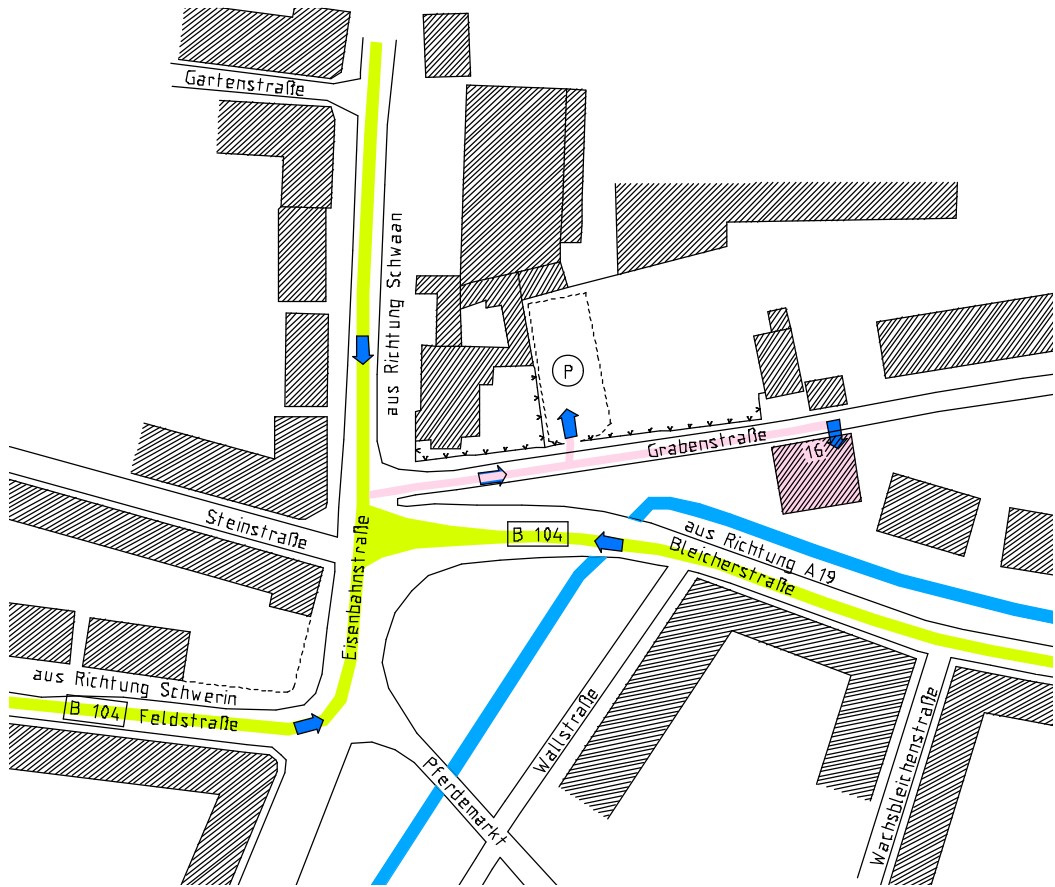 Gartenstraße
aus Richtung Schwaan
P
Grabenstraße
16
Steinstraße
B 104
aus Richtung A19
Bleicherstraße
Eisenbahnstraße
aus Richtung Schwerin
B 104 Feldstraße
Pferdemarkt
Wallstraße
Wachsbleichenstraße